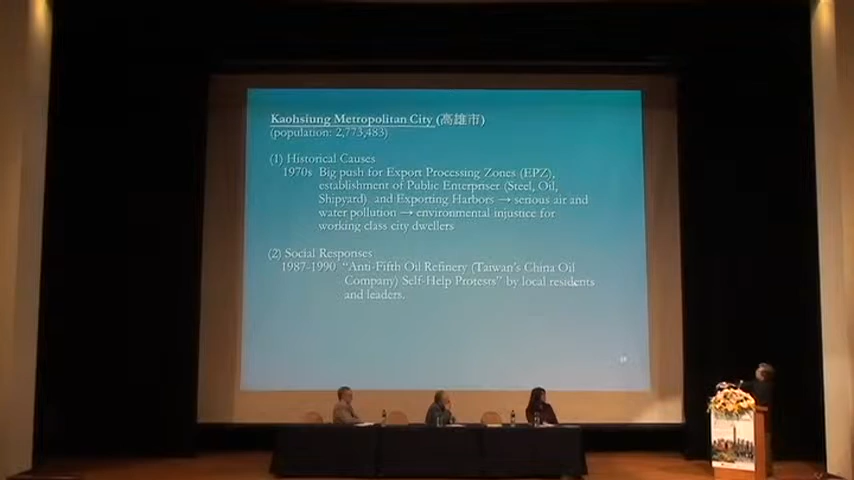 Kaohsiung Metropolitan City (高雄市)
(population: 2,773,483)
(1) Historical Causes
1970s Big push for Export Processing Zones (EPZ),
establishment of Public Enterpriser (Steel, Oil,
Shipyard) and Exporting Harbors → serious air and
water pollution → environmental injustice for
working class city dwellers
(2) Social Responses
1987-1990 “Anti-Fifth Oil Refinery (Taiwan's China Oil
Company) Self-Help Protests” by local residents
and leaders.